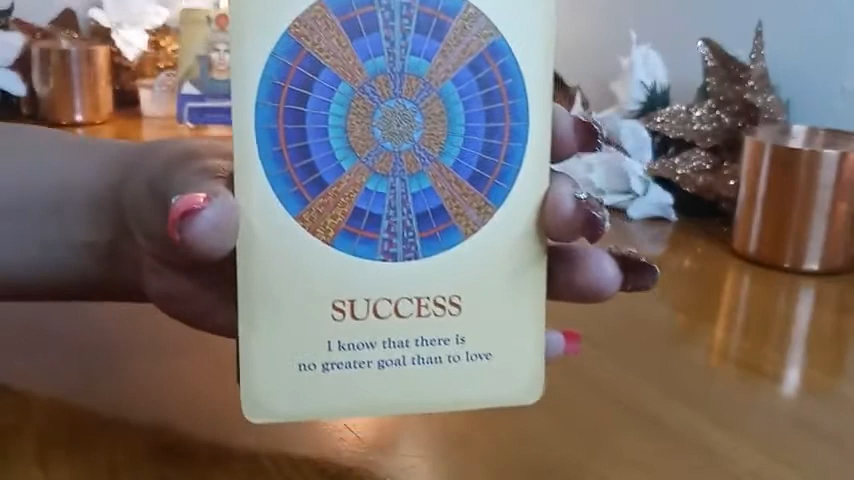 SUCCESS
I know that there is
no greater goal than to love